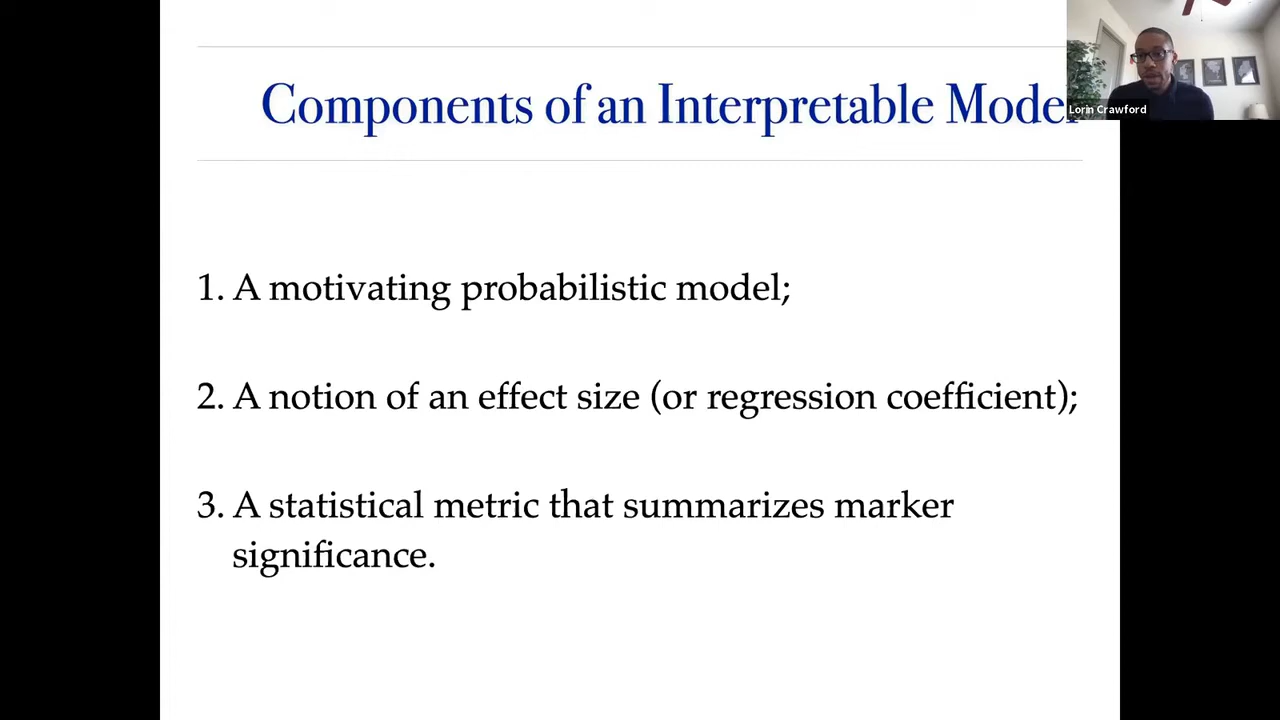 Components of an Interpretable Model
Lorin Crawford
1. A motivating probabilistic model;
2. A notion of an effect size (or regression coefficient);
3. A statistical metric that summarizes marker
significance.